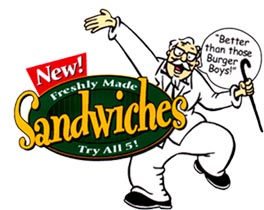 New!
Freshly Made
Sandwiches
Try All 5!
"Better
than those
Burger
Boys!"